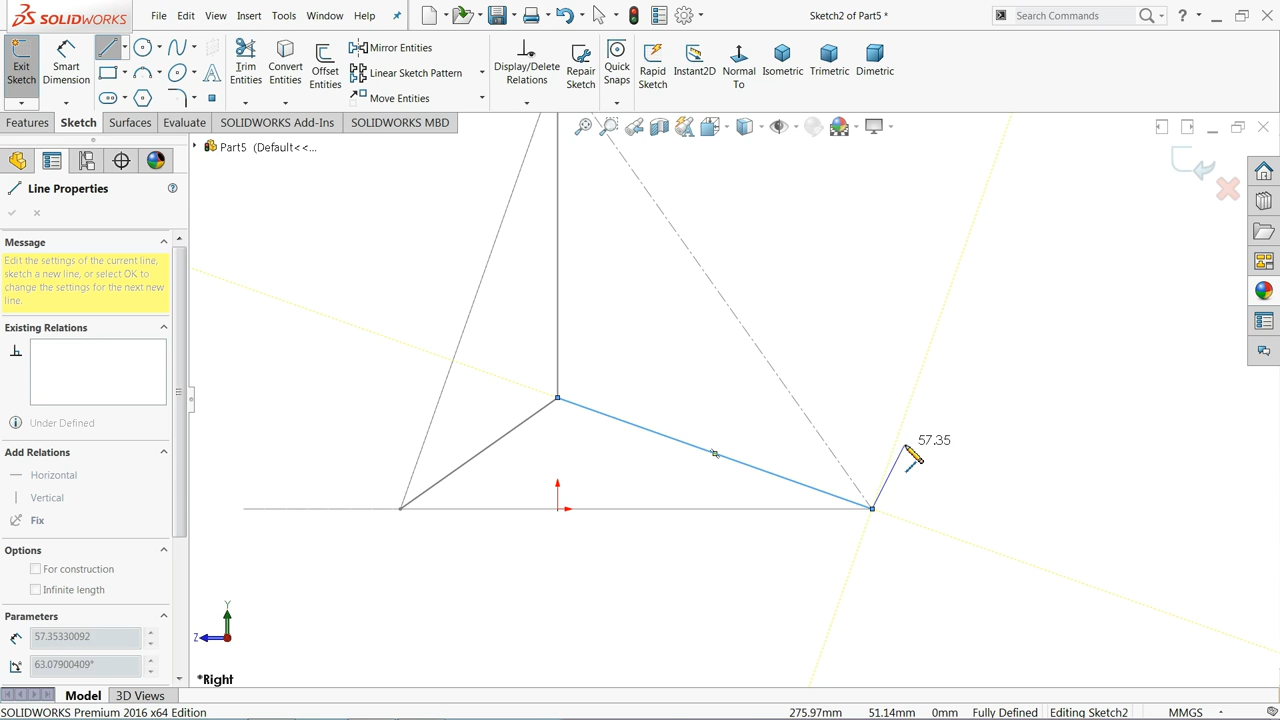 SOLIDWORKS
File Edit View Insert Tools Window Help
Sketch2 of Part5 *
Search Commands
?
Exit Sketch
Smart Dimension
Trim Entities
Convert Entities
Offset Entities
Mirror Entities
Linear Sketch Pattern
Move Entities
Display/Delete Relations
Repair Sketch
Quick Snaps
Rapid Sketch
Instant2D
Normal To
Isometric
Trimetric
Dimetric
Features Sketch Surfaces Evaluate SOLIDWORKS Add-Ins SOLIDWORKS MBD
Part5 (Default<<...
Line Properties
Message
Edit the settings of the current line,
sketch a new line, or select OK to
change the settings for the next new
line.
Existing Relations
Under Defined
Add Relations
Horizontal
Vertical
Fix
Options
For construction
Infinite length
Parameters
57.35330092
63.07900409°
57.35
Y
Z
*Right
Model 3D Views
SOLIDWORKS Premium 2016 x64 Edition
275.97mm 51.14mm 0mm Fully Defined Editing Sketch2 MMGS